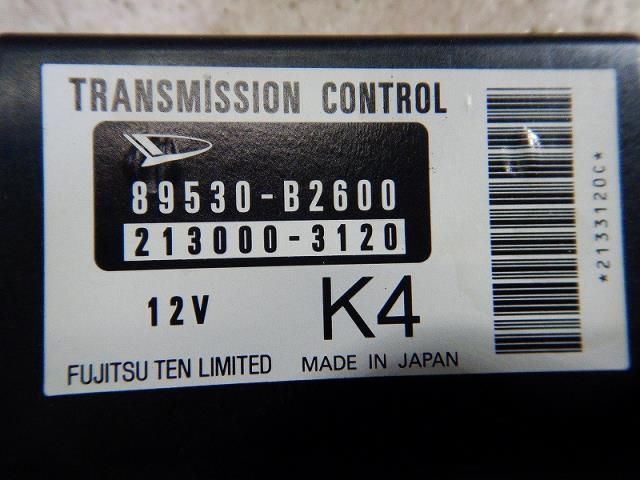 TRANSMISSION CONTROL
89530-B2600
213000-3120
12V
K4
FUJITSU TEN LIMITED MADE IN JAPAN
*2133120C*